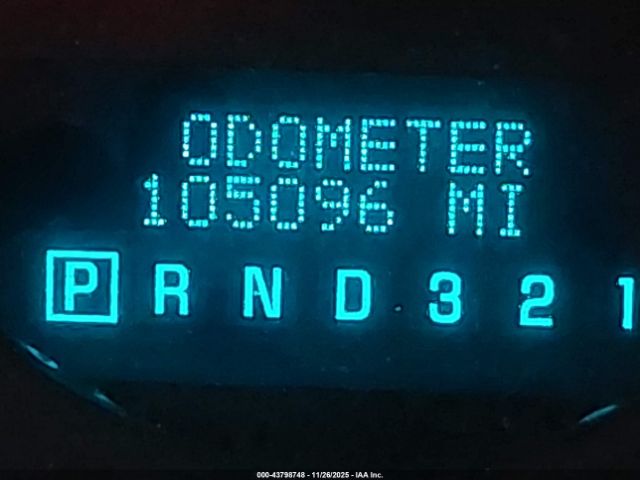 ODOMETER
105096 MI
P R N D 3 2 1
000-43798748 - 11/26/2025 - IAA Inc.